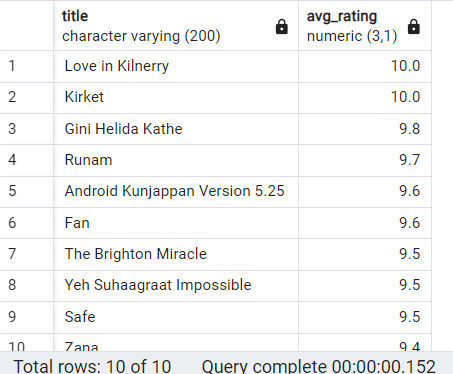 title avg_rating
character varying (200) numeric (3,1)
1 Love in Kilnerry 10.0
2 Kirket 10.0
3 Gini Helida Kathe 9.8
4 Runam 9.7
5 Android Kunjappan Version 5.25 9.6
6 Fan 9.6
7 The Brighton Miracle 9.5
8 Yeh Suhaagraat Impossible 9.5
9 Safe 9.5
10 Zana 9.4
Total rows: 10 of 10 Query complete 00:00:00.152